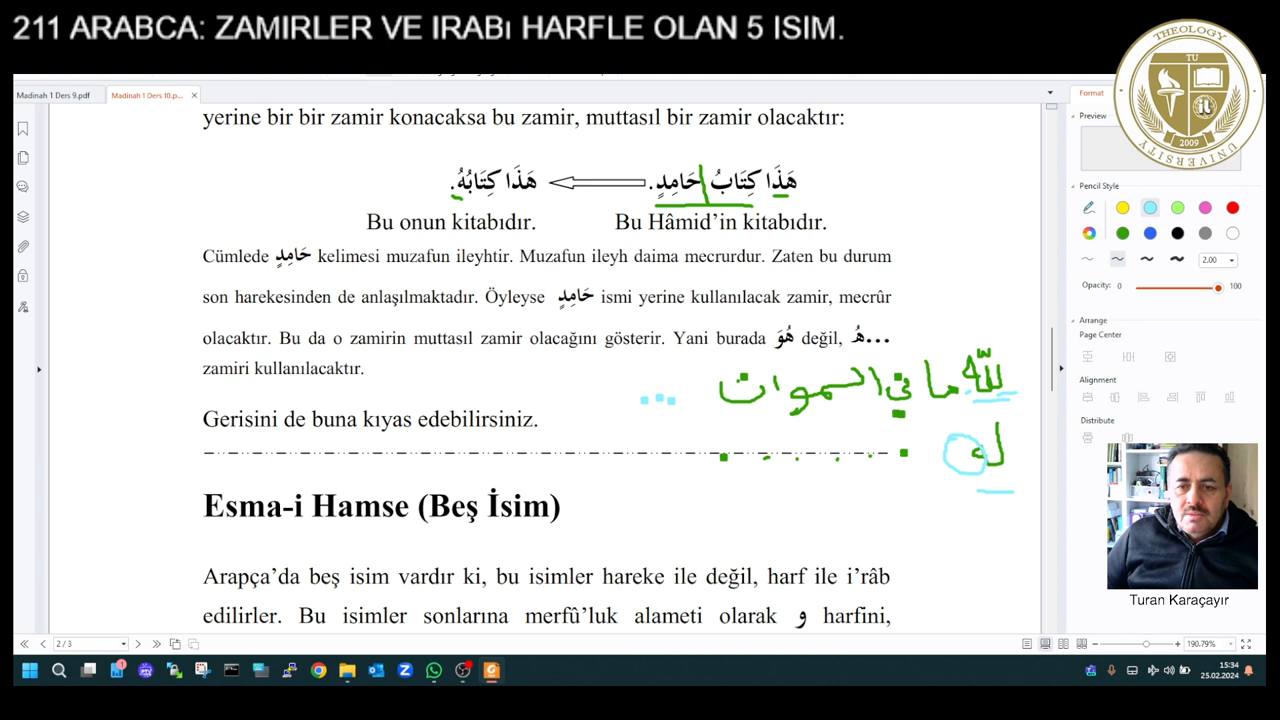 211 ARABCA: ZAMIRLER VE IRABı HARFLE OLAN 5 ISIM.
THEOLOGY
TU
2009
UNIVERSITY
Madinah 1 Ders 9.pdf
Madinah 1 Ders 10.p...
Format
Preview
Pencil Style
2.00
Opacity: 0 100
Arrange
Page Center
Align
Distribute
yerine bir bir zamir konacaksa bu zamir, muttasıl bir zamir olacaktır:
هَذَا كِتَابُ حَامِدٍ. هَذَا كِتَابُهُ.
Bu onun kitabıdır. Bu Hâmid’in kitabıdır.
Cümlede حَامِدٍ kelimesi muzafun ileyhtir. Muzafun ileyh daima mecrurdur. Zaten bu durum
son harekesinden de anlaşılmaktadır. Öyleyse حَامِدٍ ismi yerine kullanılacak zamir, mecrûr
olacaktır. Bu da o zamirin muttasıl zamir olacağını gösterir. Yani burada هُوَ değil, هُ...
zamiri kullanılacaktır.
لله ما في السموات ...
Gerisini de buna kıyas edebilirsiniz.
له
Esma-i Hamse (Beş İsim)
Arapça’da beş isim vardır ki, bu isimler hareke ile değil, harf ile i’râb
edilirler. Bu isimler sonlarına merfû’luk alameti olarak و harfini,
Turan Karaçayır
2 / 3
190.79%
15:34
25.02.2024